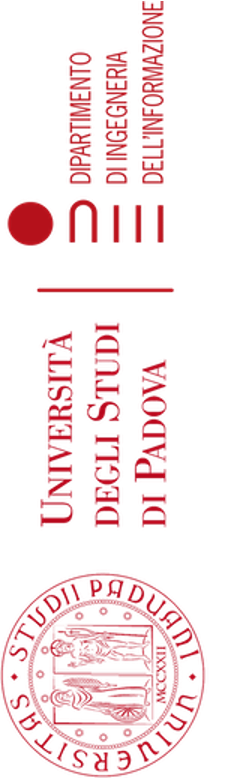 UNIVERSITAS STUDII PADUANI
MCCXXII
UNIVERSITÀ
DEGLI STUDI
DI PADOVA
DIPARTIMENTO
DI INGEGNERIA
DELL'INFORMAZIONE